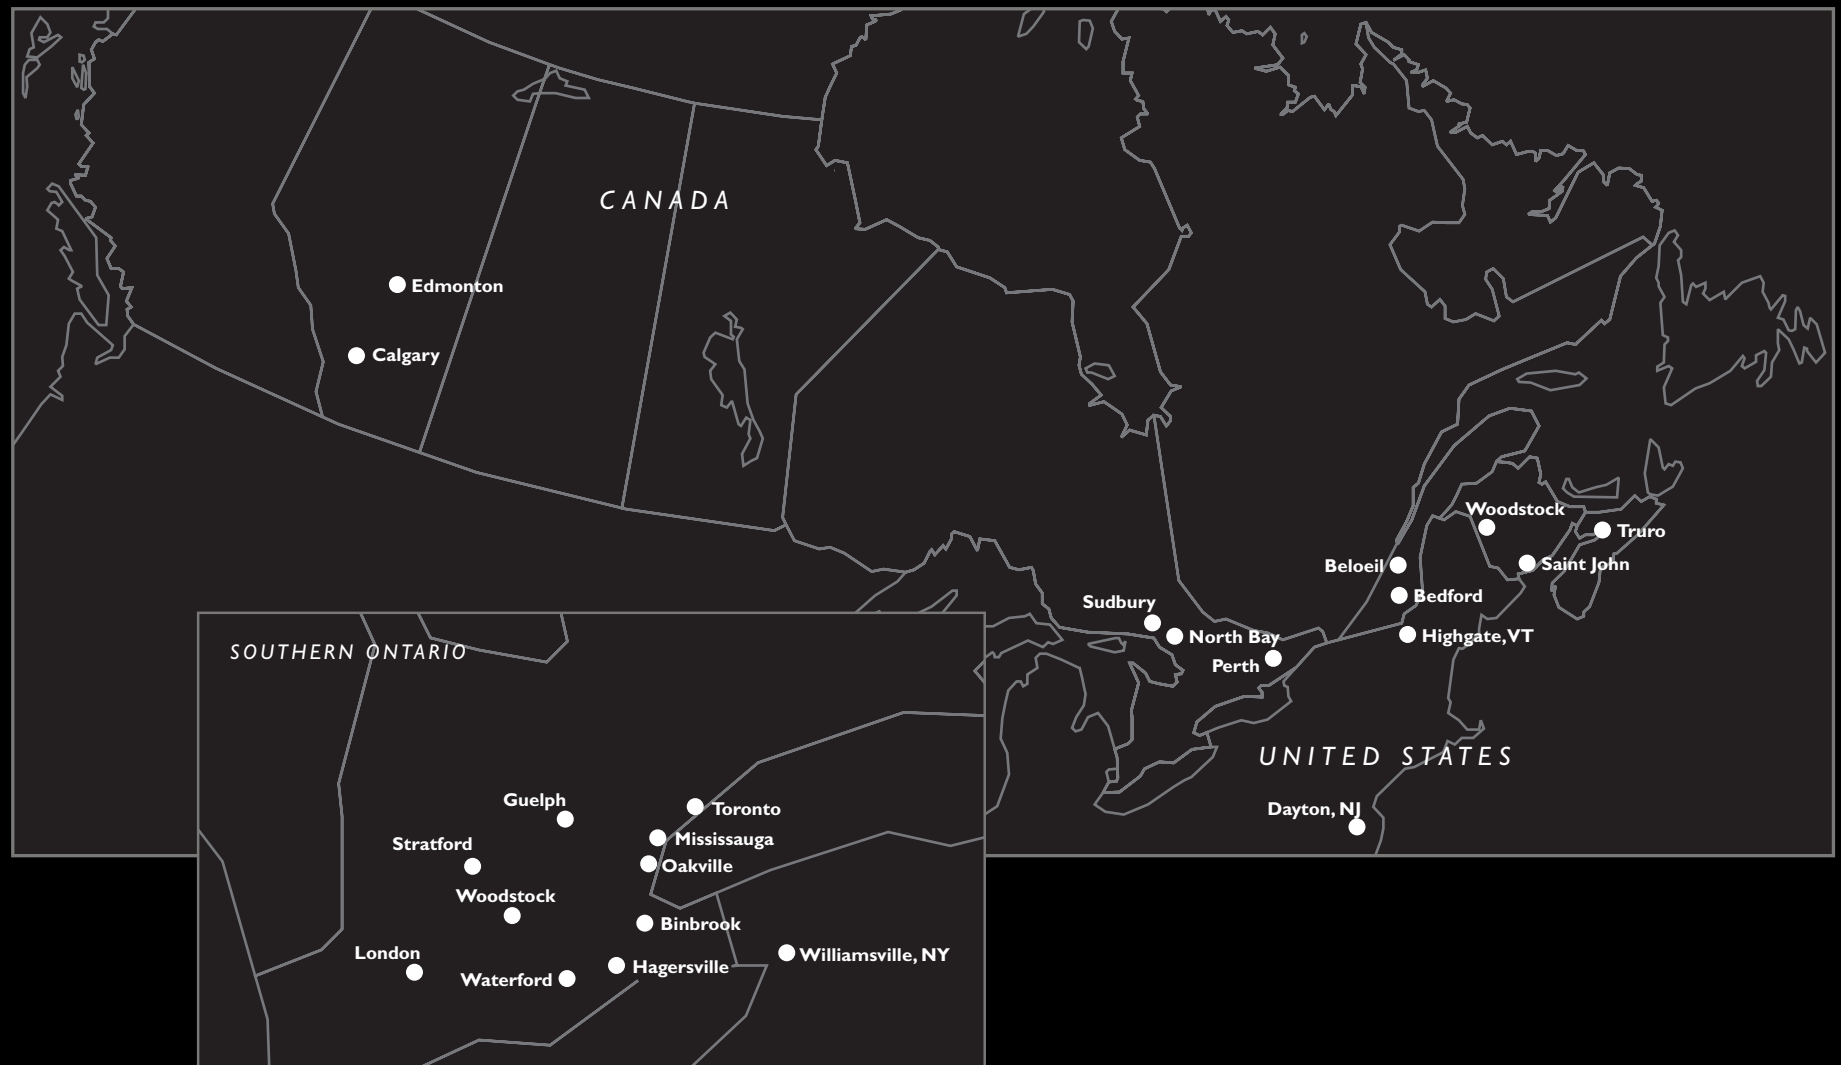 CANADA
Edmonton
Calgary
Woodstock
Truro
Beloeil
Saint John
Bedford
Sudbury
North Bay
Highgate, VT
Perth
UNITED STATES
Dayton, NJ
SOUTHERN ONTARIO
Guelph
Toronto
Mississauga
Stratford
Oakville
Woodstock
Binbrook
London
Williamsville, NY
Hagersville
Waterford